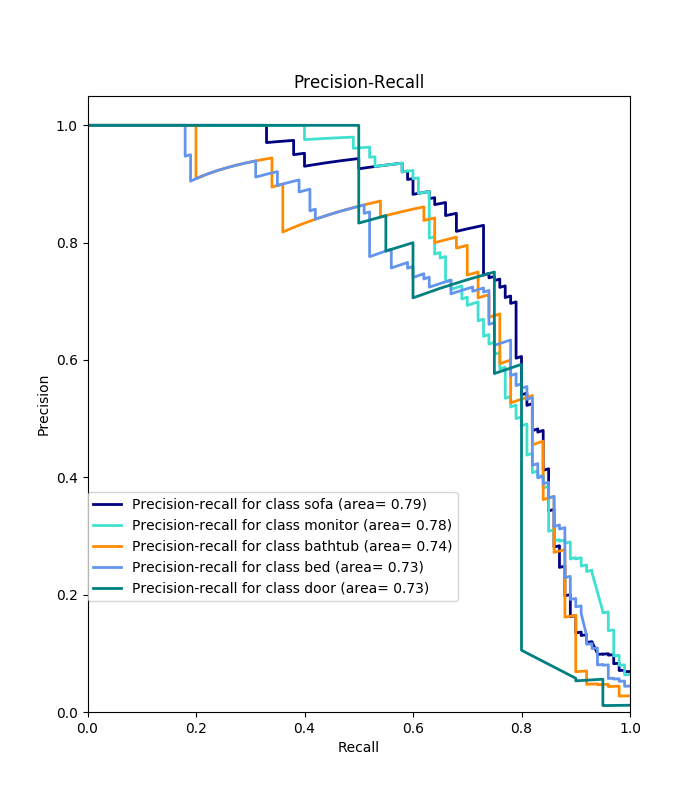 Precision-Recall
1.0
0.8
0.6
0.4
0.2
0.0
Precision
Precision-recall for class sofa (area= 0.79)
Precision-recall for class monitor (area= 0.78)
Precision-recall for class bathtub (area= 0.74)
Precision-recall for class bed (area= 0.73)
Precision-recall for class door (area= 0.73)
0.0 0.2 0.4 0.6 0.8 1.0
Recall